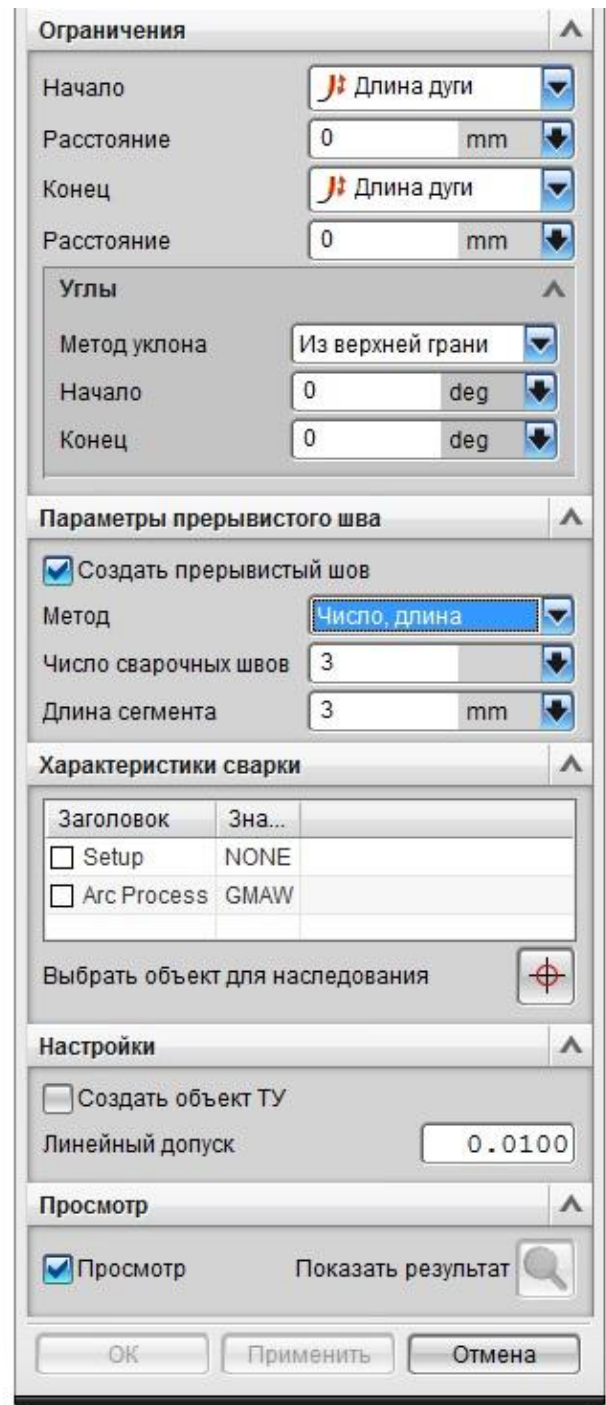 Ограничения
Начало Длина дуги
Расстояние 0 mm
Конец Длина дуги
Расстояние 0 mm
Углы
Метод уклона Из верхней грани
Начало 0 deg
Конец 0 deg
Параметры прерывистого шва
Создать прерывистый шов
Метод Число, длина
Число сварочных швов 3
Длина сегмента 3 mm
Характеристики сварки
Заголовок Зна...
Setup NONE
Arc Process GMAW
Выбрать объект для наследования
Настройки
Создать объект ТУ
Линейный допуск 0.0100
Просмотр
Просмотр Показать результат
ОК Применить Отмена